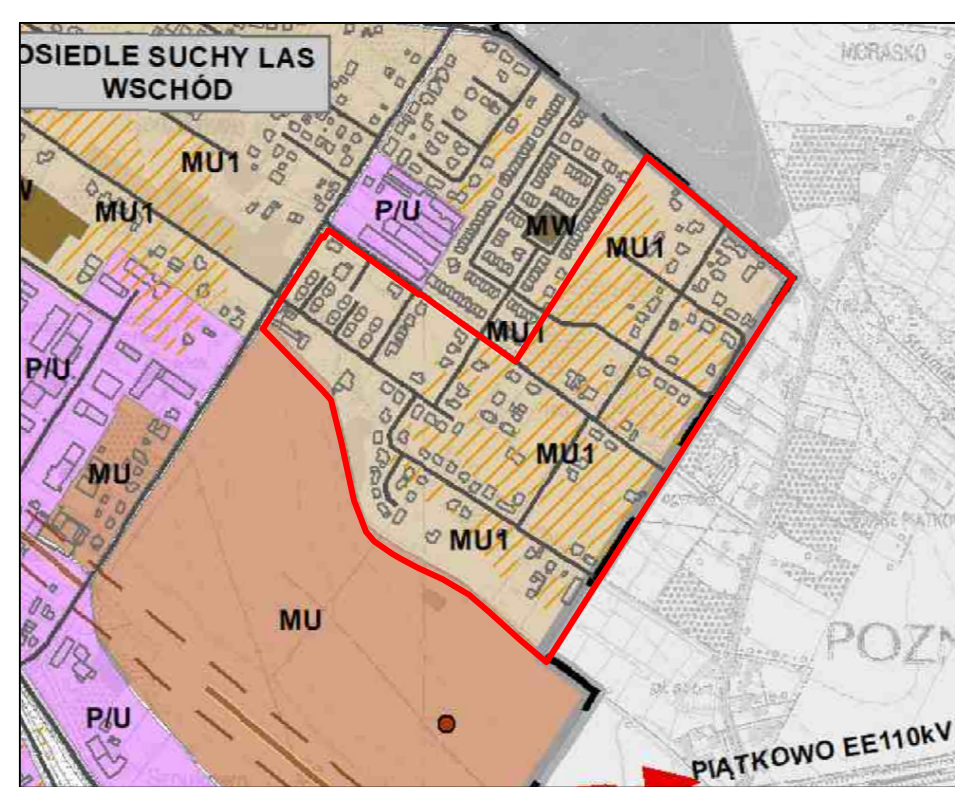 OSIEDLE SUCHY LAS
WSCHÓD
MORASKO
MU1
P/U
MU1
MW
MU1
MU1
P/U
MU1
MU
MU1
MU
POZN
P/U
PIĄTKOWO EE110kV